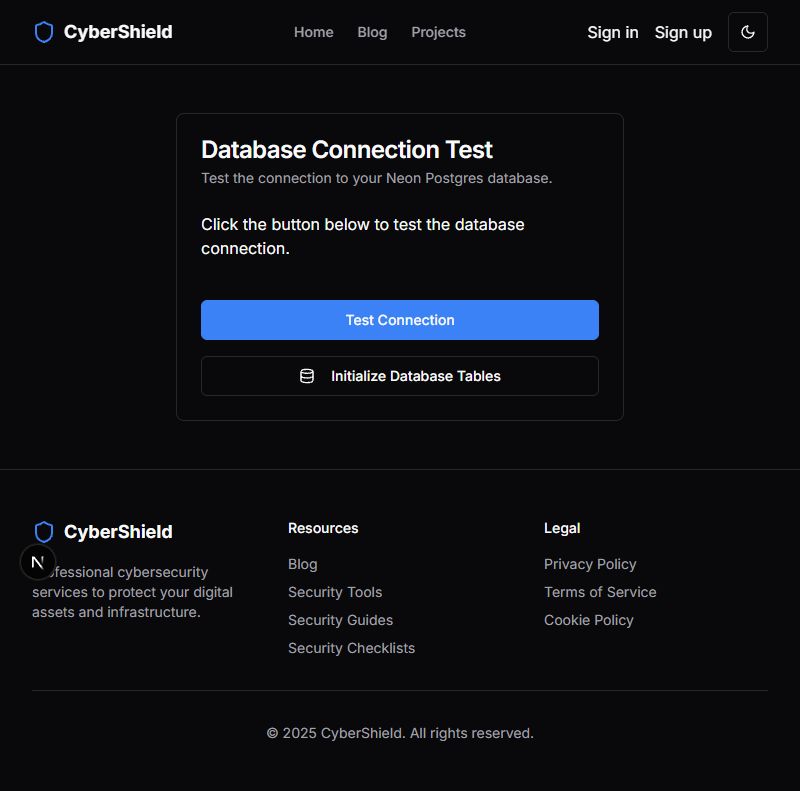 CyberShield
Home
Blog
Projects
Sign in
Sign up
Database Connection Test
Test the connection to your Neon Postgres database.
Click the button below to test the database
connection.
Test Connection
Initialize Database Tables
CyberShield
services to protect your digital
assets and infrastructure.
N
cybersecurity
Resources
Blog
Security Tools
Security Guides
Security Checklists
Legal
Privacy Policy
Terms of Service
Cookie Policy
© 2025 CyberShield. All rights reserved.